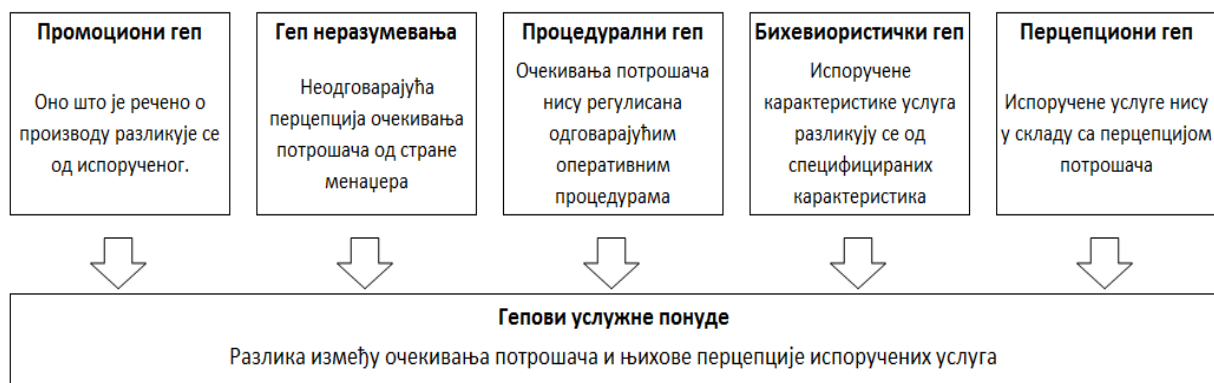 Промоциони геп
Оно што је речено о
производу разликује се
од испорученог.
Геп неразумевања
Неодговарајућа
перцепција очекивања
потрошача од стране
менаџера
Процедурални геп
Очекивања потрошача
нису регулисана
одговарајућим
оперативним
процедурама
Бихевиористички геп
Испоручене
карактеристике услуга
разликују се од
специфицираних
карактеристика
Перцепциони геп
Испоручене услуге нису
у складу са перцепцијом
потрошача
Гепови услужне понуде
Разлика између очекивања потрошача и њихове перцепције испоручених услуга